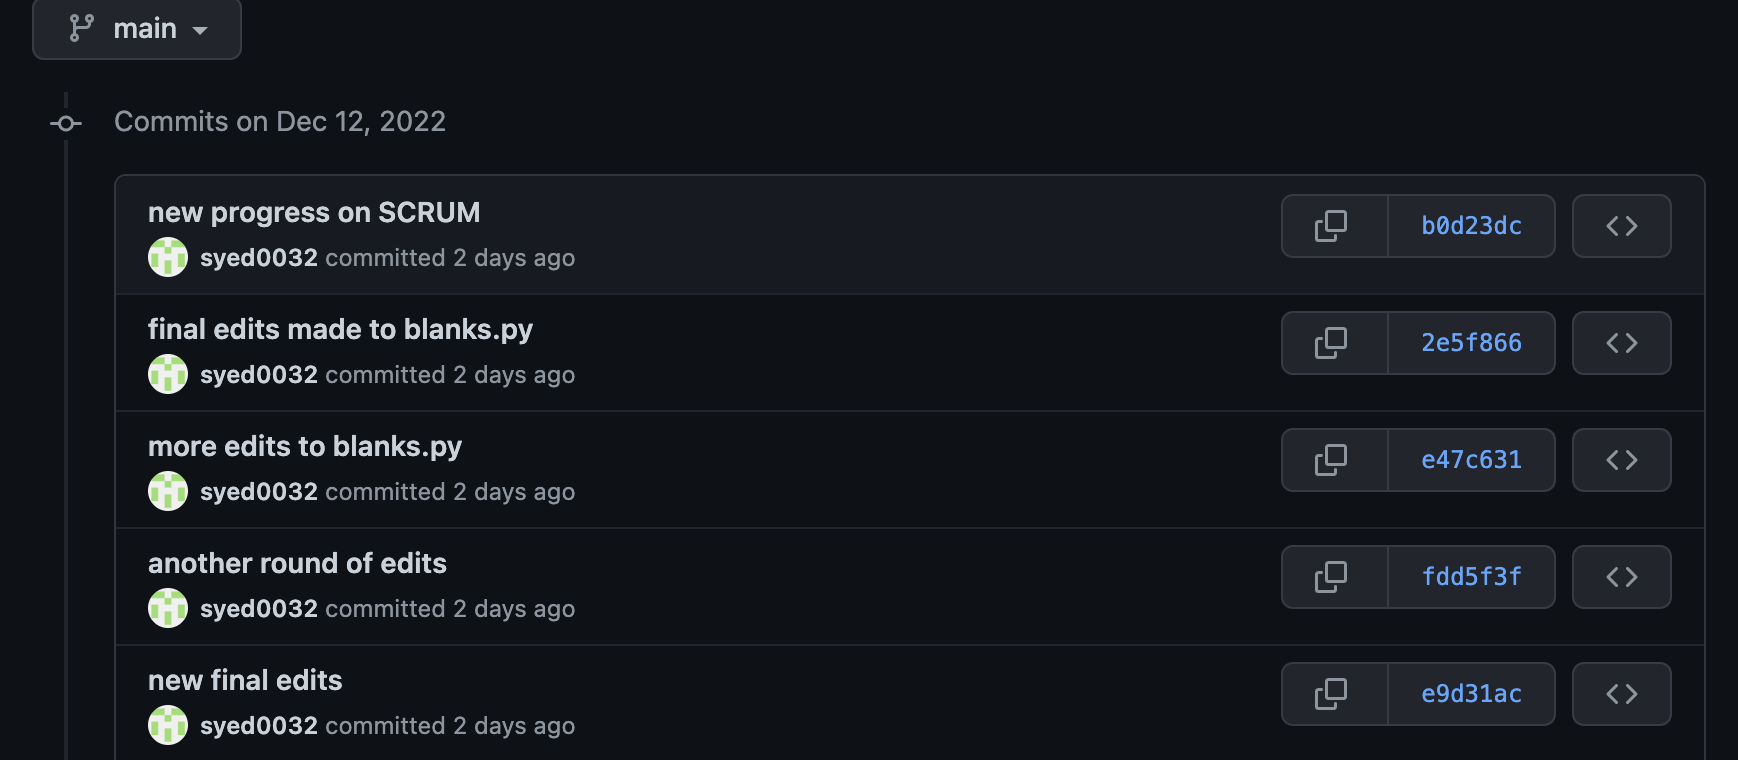 main
Commits on Dec 12, 2022
new progress on SCRUM
syed0032 committed 2 days ago
b0d23dc
final edits made to blanks.py
syed0032 committed 2 days ago
2e5f866
more edits to blanks.py
syed0032 committed 2 days ago
e47c631
another round of edits
syed0032 committed 2 days ago
fdd5f3f
new final edits
syed0032 committed 2 days ago
e9d31ac